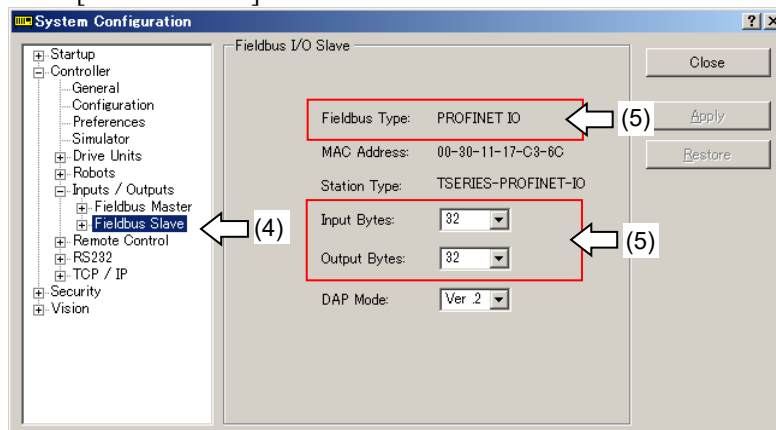 System Configuration
Startup
Controller
General
Configuration
Preferences
Simulator
Drive Units
Robots
Inputs / Outputs
Fieldbus Master
Fieldbus Slave
Remote Control
RS232
TCP / IP
Security
Vision
(4)
Fieldbus I/O Slave
Fieldbus Type: PROFINET IO
(5)
MAC Address: 00-30-11-17-C3-6C
Station Type: TSERIES-PROFINET-IO
Input Bytes: 32
Output Bytes: 32
(5)
DAP Mode: Ver .2
Close
Apply
Restore